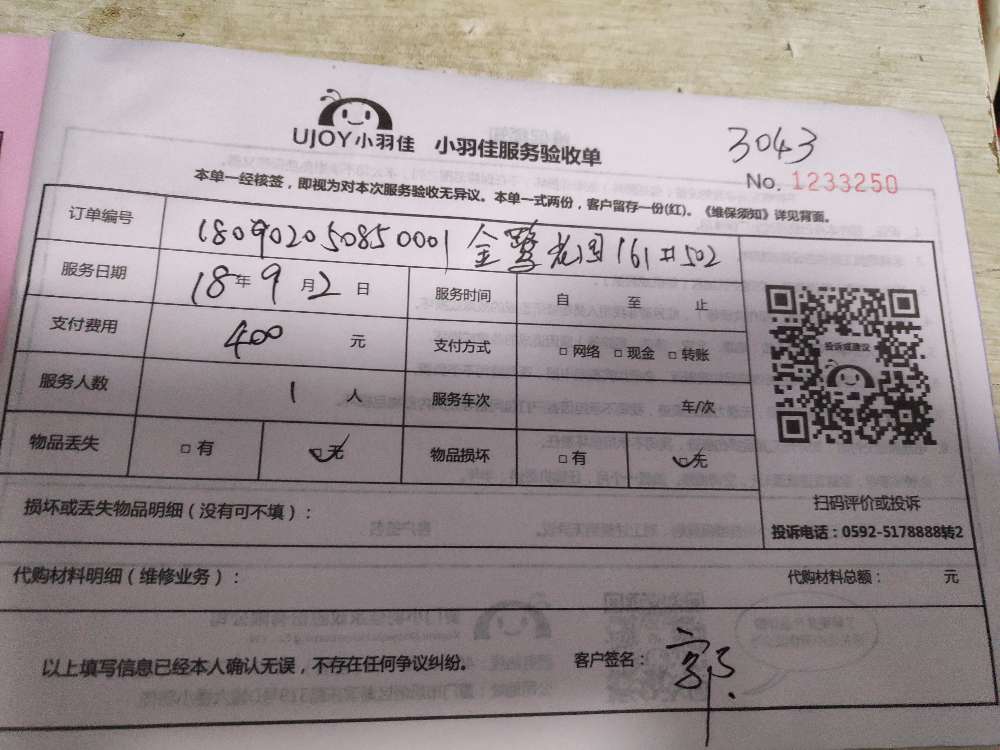 3043
UJOY小羽佳 小羽佳服务验收单
No. 1233250
本单一经核签，即视为对本次服务验收无异议。本单一式两份，客户留存一份(红)。《维保须知》详见背面。
订单编号 180902050850001 金鹭花园161#502
服务日期 18年9月2日 服务时间 自 至 止
支付费用 400 元 支付方式 □网络 □现金 □转账
服务人数 1 人 服务车次 车/次
物品丢失 □有 □无 物品损坏 □有 □无
投诉或建议
扫码评价或投诉
投诉电话：0592-5178888转2
损坏或丢失物品明细（没有可不填）：
代购材料明细（维修业务）： 代购材料总额： 元
以上填写信息已经本人确认无误，不存在任何争议纠纷。 客户签名：郭